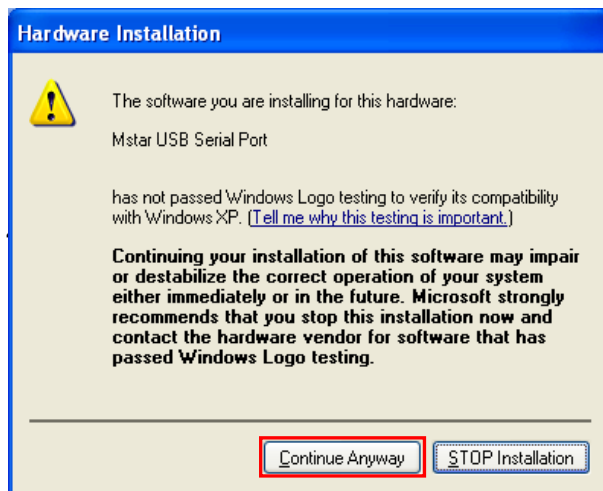 Hardware Installation
The software you are installing for this hardware:
Mstar USB Serial Port
has not passed Windows Logo testing to verify its compatibility
with Windows XP. (Tell me why this testing is important.)
Continuing your installation of this software may impair
or destabilize the correct operation of your system
either immediately or in the future. Microsoft strongly
recommends that you stop this installation now and
contact the hardware vendor for software that has
passed Windows Logo testing.
Continue Anyway STOP Installation